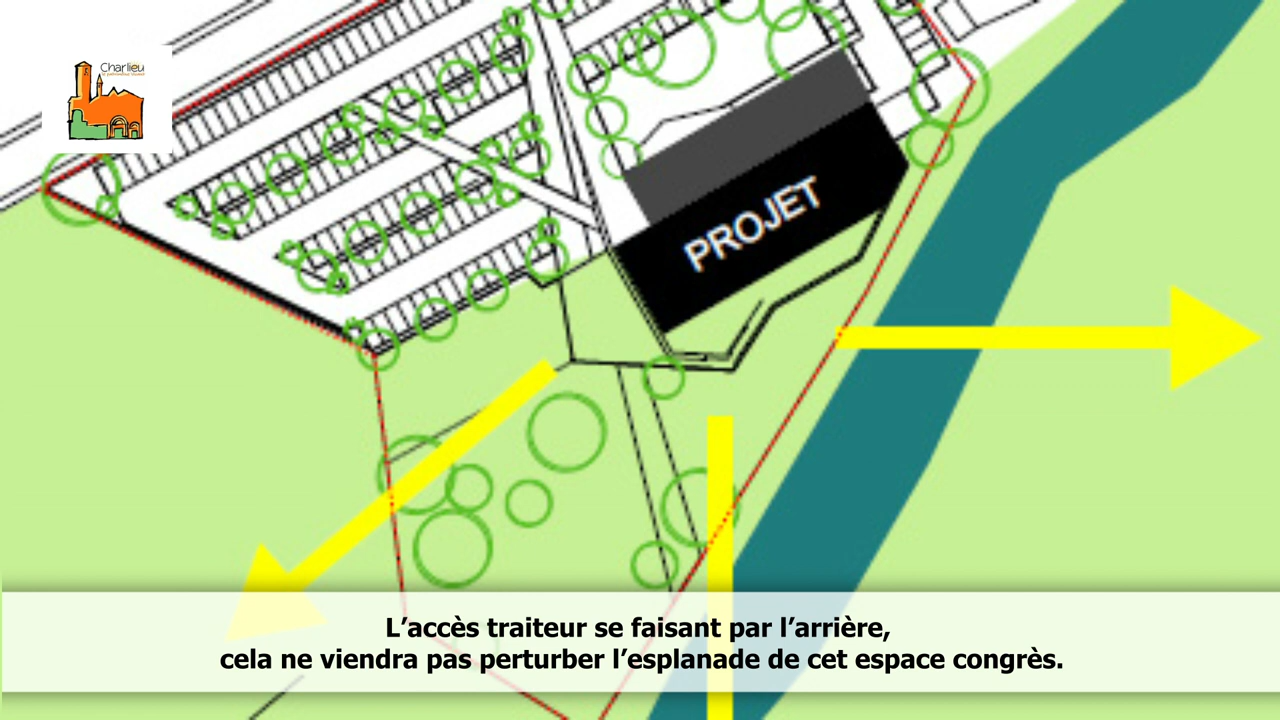 Charlieu
PROJET
L'accès traiteur se faisant par l'arrière,
cela ne viendra pas perturber l'esplanade de cet espace congrès.